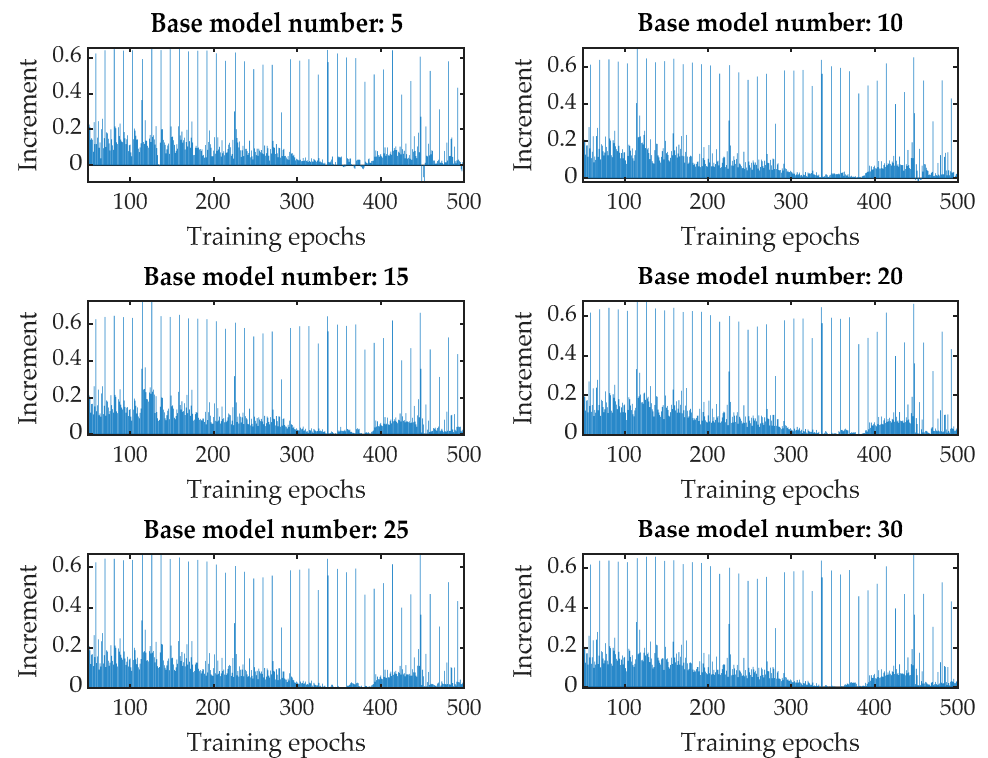 Base model number: 5
Increment
0.6
0.4
0.2
0
100 200 300 400 500
Training epochs
Base model number: 10
Increment
0.6
0.4
0.2
0
100 200 300 400 500
Training epochs
Base model number: 15
Increment
0.6
0.4
0.2
0
100 200 300 400 500
Training epochs
Base model number: 20
Increment
0.6
0.4
0.2
0
100 200 300 400 500
Training epochs
Base model number: 25
Increment
0.6
0.4
0.2
0
100 200 300 400 500
Training epochs
Base model number: 30
Increment
0.6
0.4
0.2
0
100 200 300 400 500
Training epochs